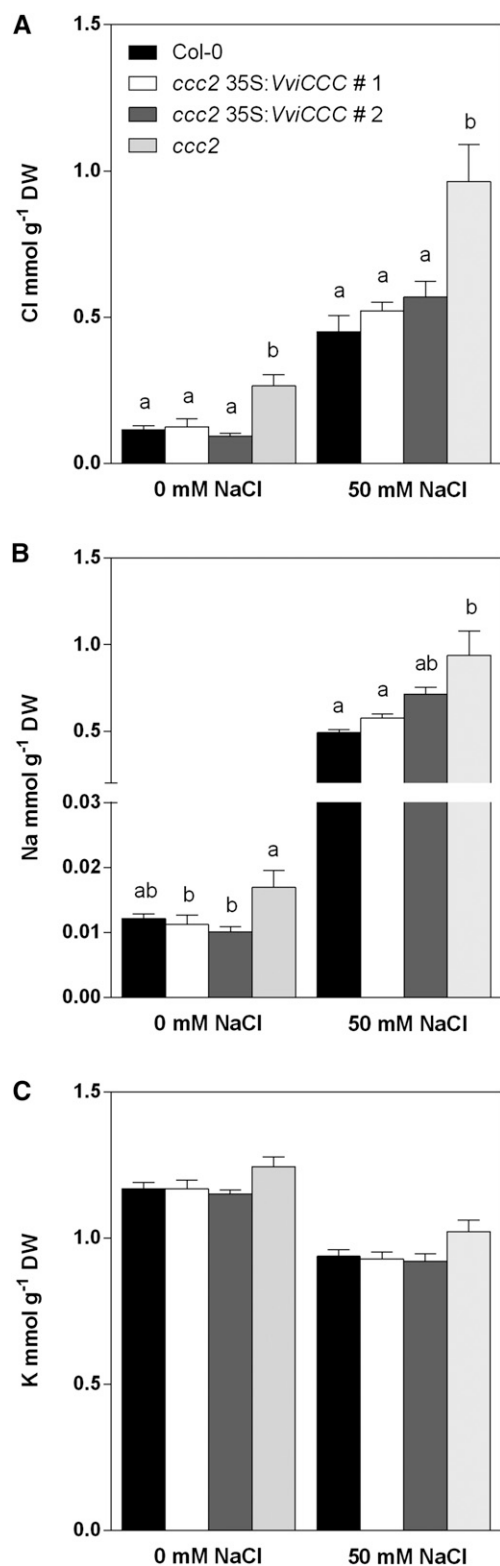 A
1.5
Col-0
ccc2 35S:VviCCC # 1
ccc2 35S:VviCCC # 2
ccc2
b
1.0
Cl mmol g⁻¹ DW
a a a
0.5
b
a a a
0.0
0 mM NaCl 50 mM NaCl
B
1.5
b
1.0
ab
a a
0.5
Na mmol g⁻¹ DW
0.03
a
0.02
ab b b
0.01
0.00
0 mM NaCl 50 mM NaCl
C
1.5
1.0
K mmol g⁻¹ DW
0.5
0.0
0 mM NaCl 50 mM NaCl